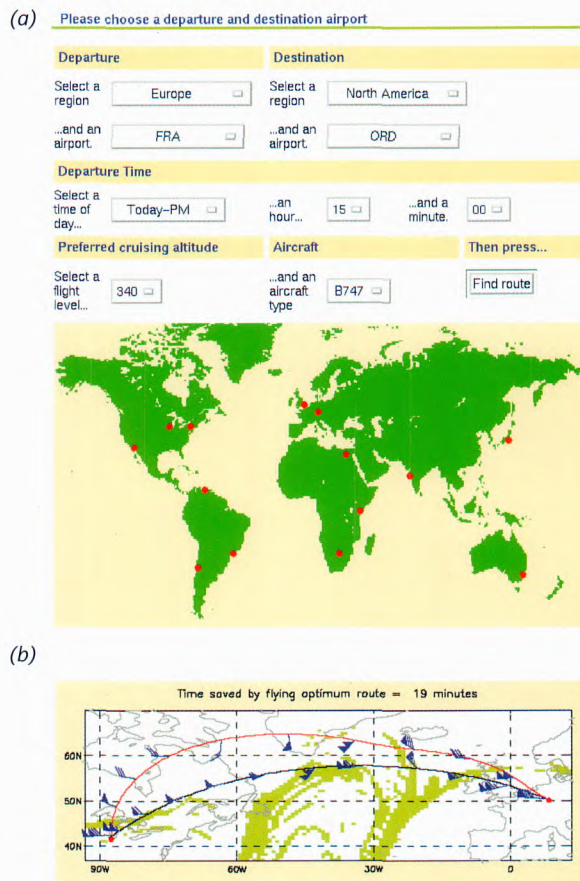 (a) Please choose a departure and destination airport
Departure Destination
Select a region Europe Select a region North America
...and an airport. FRA ...and an airport. ORD
Departure Time
Select a time of day... Today-PM ...an hour... 15 ...and a minute. 00
Preferred cruising altitude Aircraft Then press...
Select a flight level... 340 ...and an aircraft type B747 Find route
(b)
Time saved by flying optimum route = 19 minutes
60N
50N
40N
90W 60W 30W 0